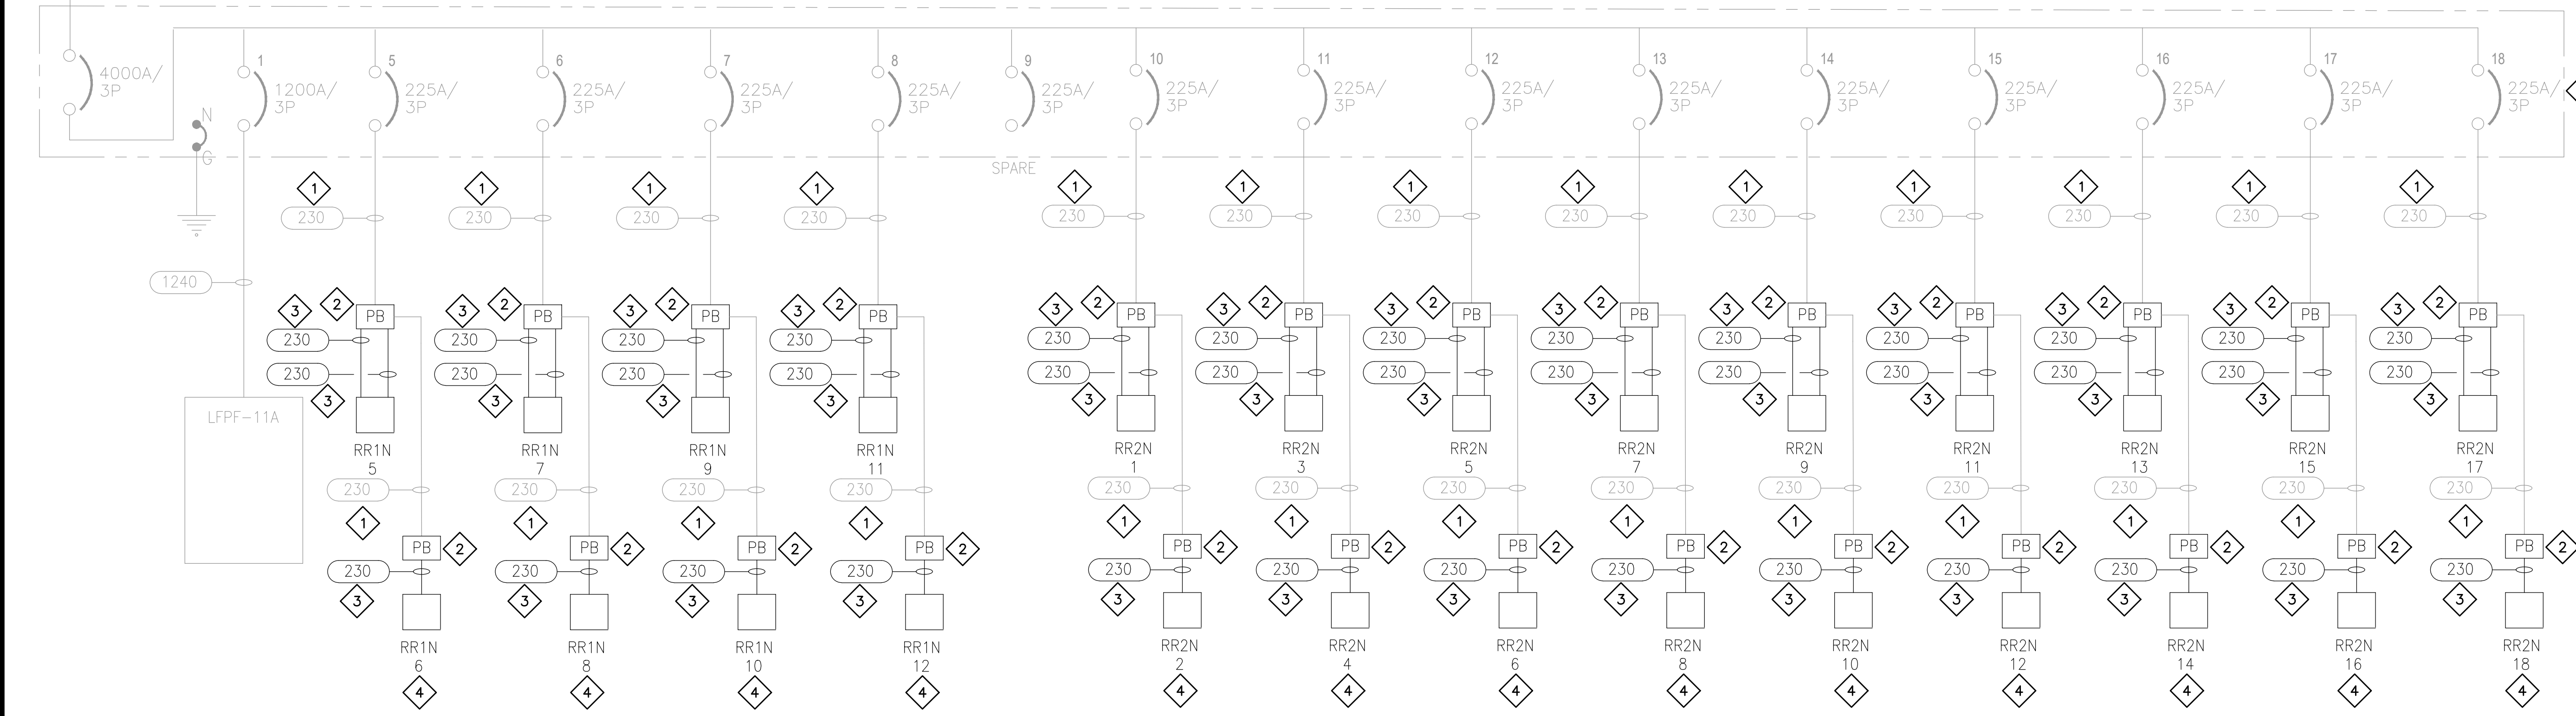 1
5
6
7
8
9
10
11
12
13
14
15
16
17
18
4000A/
3P
1200A/
3P
225A/
3P
225A/
3P
225A/
3P
225A/
3P
225A/
3P
225A/
3P
225A/
3P
225A/
3P
225A/
3P
225A/
3P
225A/
3P
225A/
3P
225A/
3P
225A/
3P
N
G
SPARE
1 1 1 1 1 1 1 1 1 1 1 1 1
230 230 230 230 230 230 230 230 230 230 230 230 230
1240
3 2 PB 3 2 PB 3 2 PB 3 2 PB 3 2 PB 3 2 PB 3 2 PB 3 2 PB 3 2 PB 3 2 PB 3 2 PB 3 2 PB 3 2 PB
230 230 230 230 230 230 230 230 230 230 230 230 230
230 230 230 230 230 230 230 230 230 230 230 230 230
3 3 3 3 3 3 3 3 3 3 3 3 3
LFPF-11A
RR1N RR1N RR1N RR1N RR2N RR2N RR2N RR2N RR2N RR2N RR2N RR2N RR2N
5 7 9 11 1 3 5 7 9 11 13 15 17
230 230 230 230 230 230 230 230 230 230 230 230 230
1 1 1 1 1 1 1 1 1 1 1 1 1
PB 2 PB 2 PB 2 PB 2 PB 2 PB 2 PB 2 PB 2 PB 2 PB 2 PB 2 PB 2 PB 2
230 230 230 230 230 230 230 230 230 230 230 230 230
3 3 3 3 3 3 3 3 3 3 3 3 3
RR1N RR1N RR1N RR1N RR2N RR2N RR2N RR2N RR2N RR2N RR2N RR2N RR2N
6 8 10 12 2 4 6 8 10 12 14 16 18
4 4 4 4 4 4 4 4 4 4 4 4 4